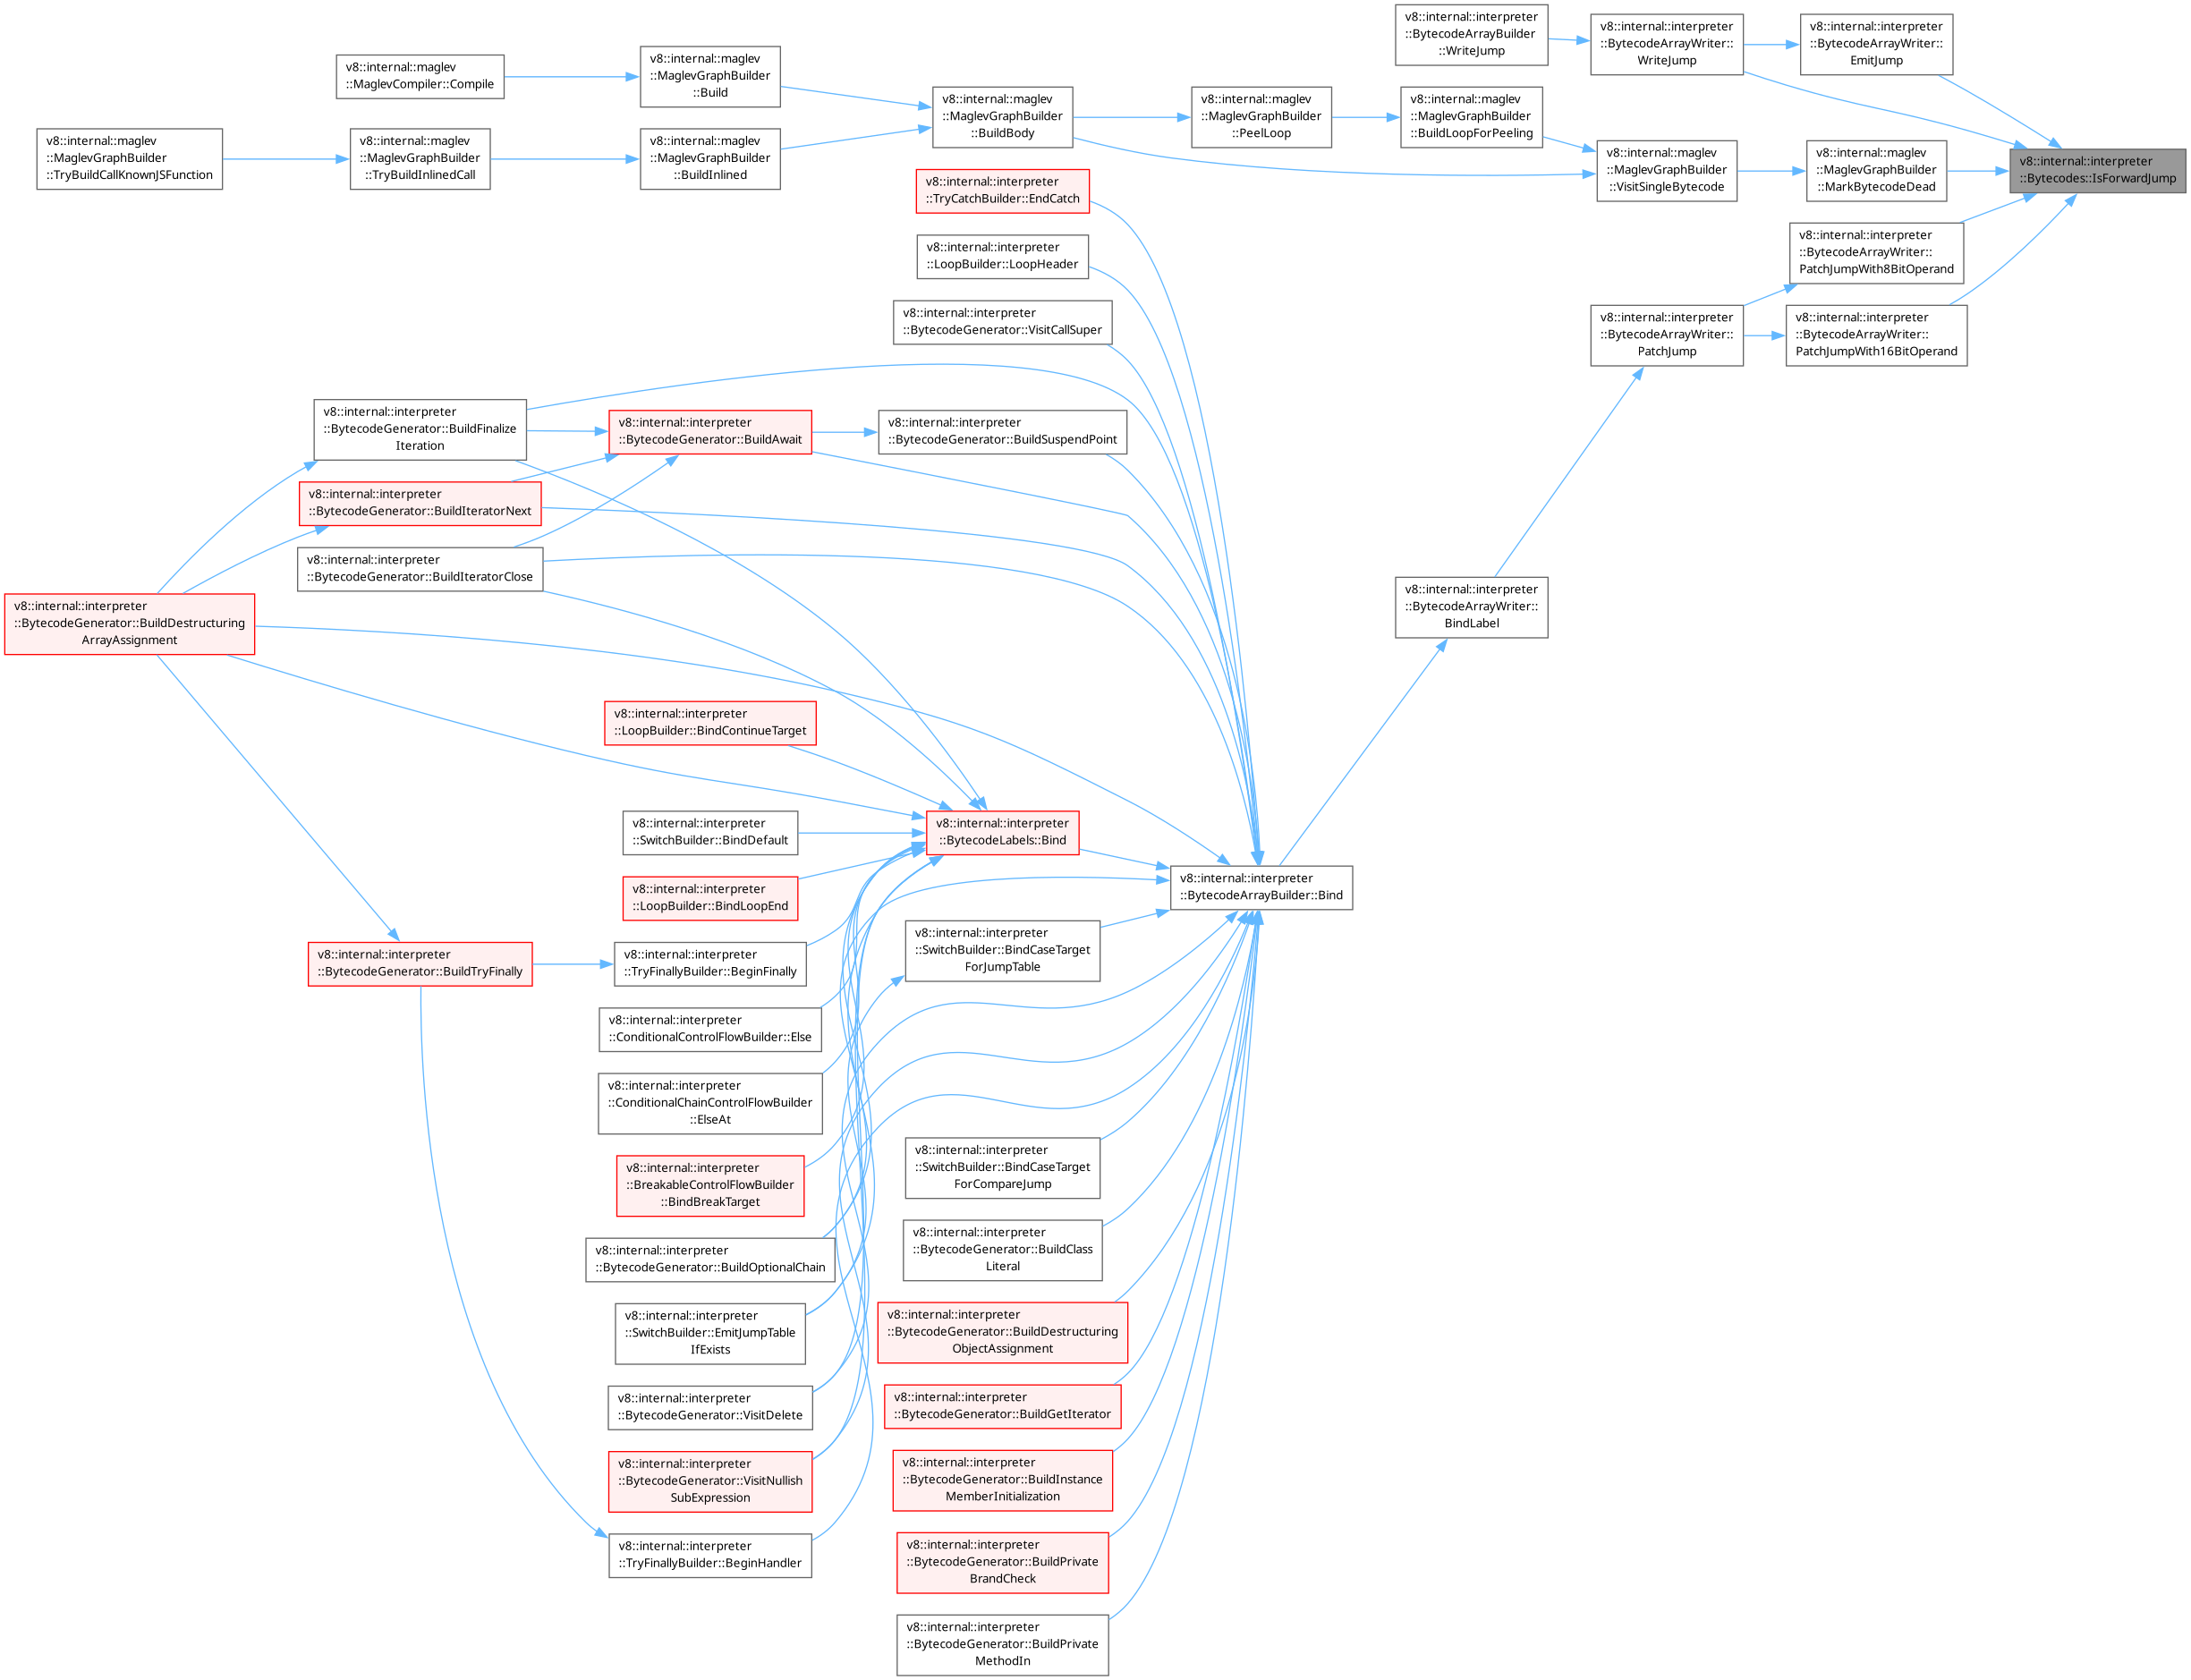 v8::internal::interpreter
::BytecodeArrayBuilder
::WriteJump
v8::internal::interpreter
::BytecodeArrayWriter::
WriteJump
v8::internal::interpreter
::BytecodeArrayWriter::
EmitJump
v8::internal::maglev
::MaglevCompiler::Compile
v8::internal::maglev
::MaglevGraphBuilder
::Build
v8::internal::maglev
::MaglevGraphBuilder
::BuildBody
v8::internal::maglev
::MaglevGraphBuilder
::PeelLoop
v8::internal::maglev
::MaglevGraphBuilder
::BuildLoopForPeeling
v8::internal::maglev
::MaglevGraphBuilder
::TryBuildCallKnownJSFunction
v8::internal::maglev
::MaglevGraphBuilder
::TryBuildInlinedCall
v8::internal::maglev
::MaglevGraphBuilder
::BuildInlined
v8::internal::maglev
::MaglevGraphBuilder
::VisitSingleBytecode
v8::internal::maglev
::MaglevGraphBuilder
::MarkBytecodeDead
v8::internal::interpreter
::Bytecodes::IsForwardJump
v8::internal::interpreter
::TryCatchBuilder::EndCatch
v8::internal::interpreter
::LoopBuilder::LoopHeader
v8::internal::interpreter
::BytecodeArrayWriter::
PatchJumpWith8BitOperand
v8::internal::interpreter
::BytecodeGenerator::VisitCallSuper
v8::internal::interpreter
::BytecodeArrayWriter::
PatchJump
v8::internal::interpreter
::BytecodeArrayWriter::
PatchJumpWith16BitOperand
v8::internal::interpreter
::BytecodeGenerator::BuildFinalize
Iteration
v8::internal::interpreter
::BytecodeGenerator::BuildAwait
v8::internal::interpreter
::BytecodeGenerator::BuildSuspendPoint
v8::internal::interpreter
::BytecodeGenerator::BuildIteratorNext
v8::internal::interpreter
::BytecodeGenerator::BuildIteratorClose
v8::internal::interpreter
::BytecodeGenerator::BuildDestructuring
ArrayAssignment
v8::internal::interpreter
::BytecodeArrayWriter::
BindLabel
v8::internal::interpreter
::LoopBuilder::BindContinueTarget
v8::internal::interpreter
::SwitchBuilder::BindDefault
v8::internal::interpreter
::BytecodeLabels::Bind
v8::internal::interpreter
::LoopBuilder::BindLoopEnd
v8::internal::interpreter
::BytecodeArrayBuilder::Bind
v8::internal::interpreter
::BytecodeGenerator::BuildTryFinally
v8::internal::interpreter
::TryFinallyBuilder::BeginFinally
v8::internal::interpreter
::SwitchBuilder::BindCaseTarget
ForJumpTable
v8::internal::interpreter
::ConditionalControlFlowBuilder::Else
v8::internal::interpreter
::ConditionalChainControlFlowBuilder
::ElseAt
v8::internal::interpreter
::BreakableControlFlowBuilder
::BindBreakTarget
v8::internal::interpreter
::SwitchBuilder::BindCaseTarget
ForCompareJump
v8::internal::interpreter
::BytecodeGenerator::BuildOptionalChain
v8::internal::interpreter
::BytecodeGenerator::BuildClass
Literal
v8::internal::interpreter
::SwitchBuilder::EmitJumpTable
IfExists
v8::internal::interpreter
::BytecodeGenerator::BuildDestructuring
ObjectAssignment
v8::internal::interpreter
::BytecodeGenerator::VisitDelete
v8::internal::interpreter
::BytecodeGenerator::BuildGetIterator
v8::internal::interpreter
::BytecodeGenerator::VisitNullish
SubExpression
v8::internal::interpreter
::BytecodeGenerator::BuildInstance
MemberInitialization
v8::internal::interpreter
::TryFinallyBuilder::BeginHandler
v8::internal::interpreter
::BytecodeGenerator::BuildPrivate
BrandCheck
v8::internal::interpreter
::BytecodeGenerator::BuildPrivate
MethodIn